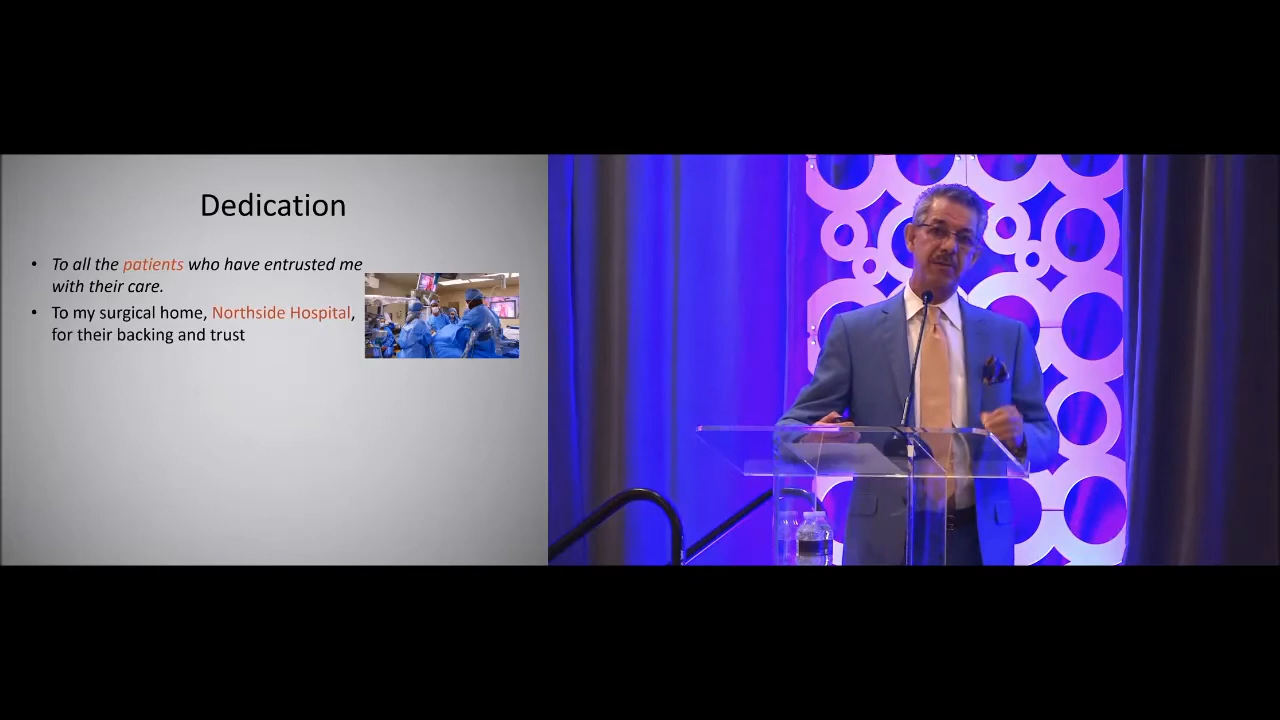 Dedication
• To all the patients who have entrusted me
with their care.
• To my surgical home, Northside Hospital,
for their backing and trust